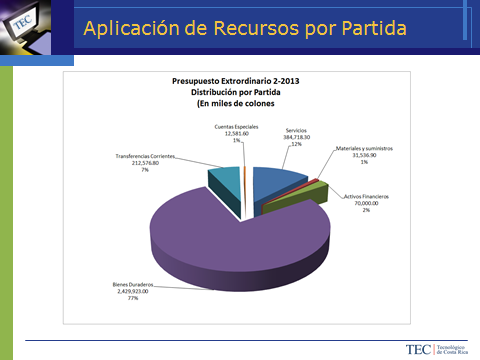 TEC
Aplicación de Recursos por Partida
Presupuesto Extrordinario 2-2013
Distribución por Partida
(En miles de colones
Cuentas Especiales
12,581.60
1%
Servicios
384,718.30
12%
Materiales y suministros
31,536.90
1%
Transferencias Corrientes
212,576.80
7%
Activos Financieros
70,000.00
2%
Bienes Duraderos
2,429,923.00
77%
TEC Tecnológico
de Costa Rica